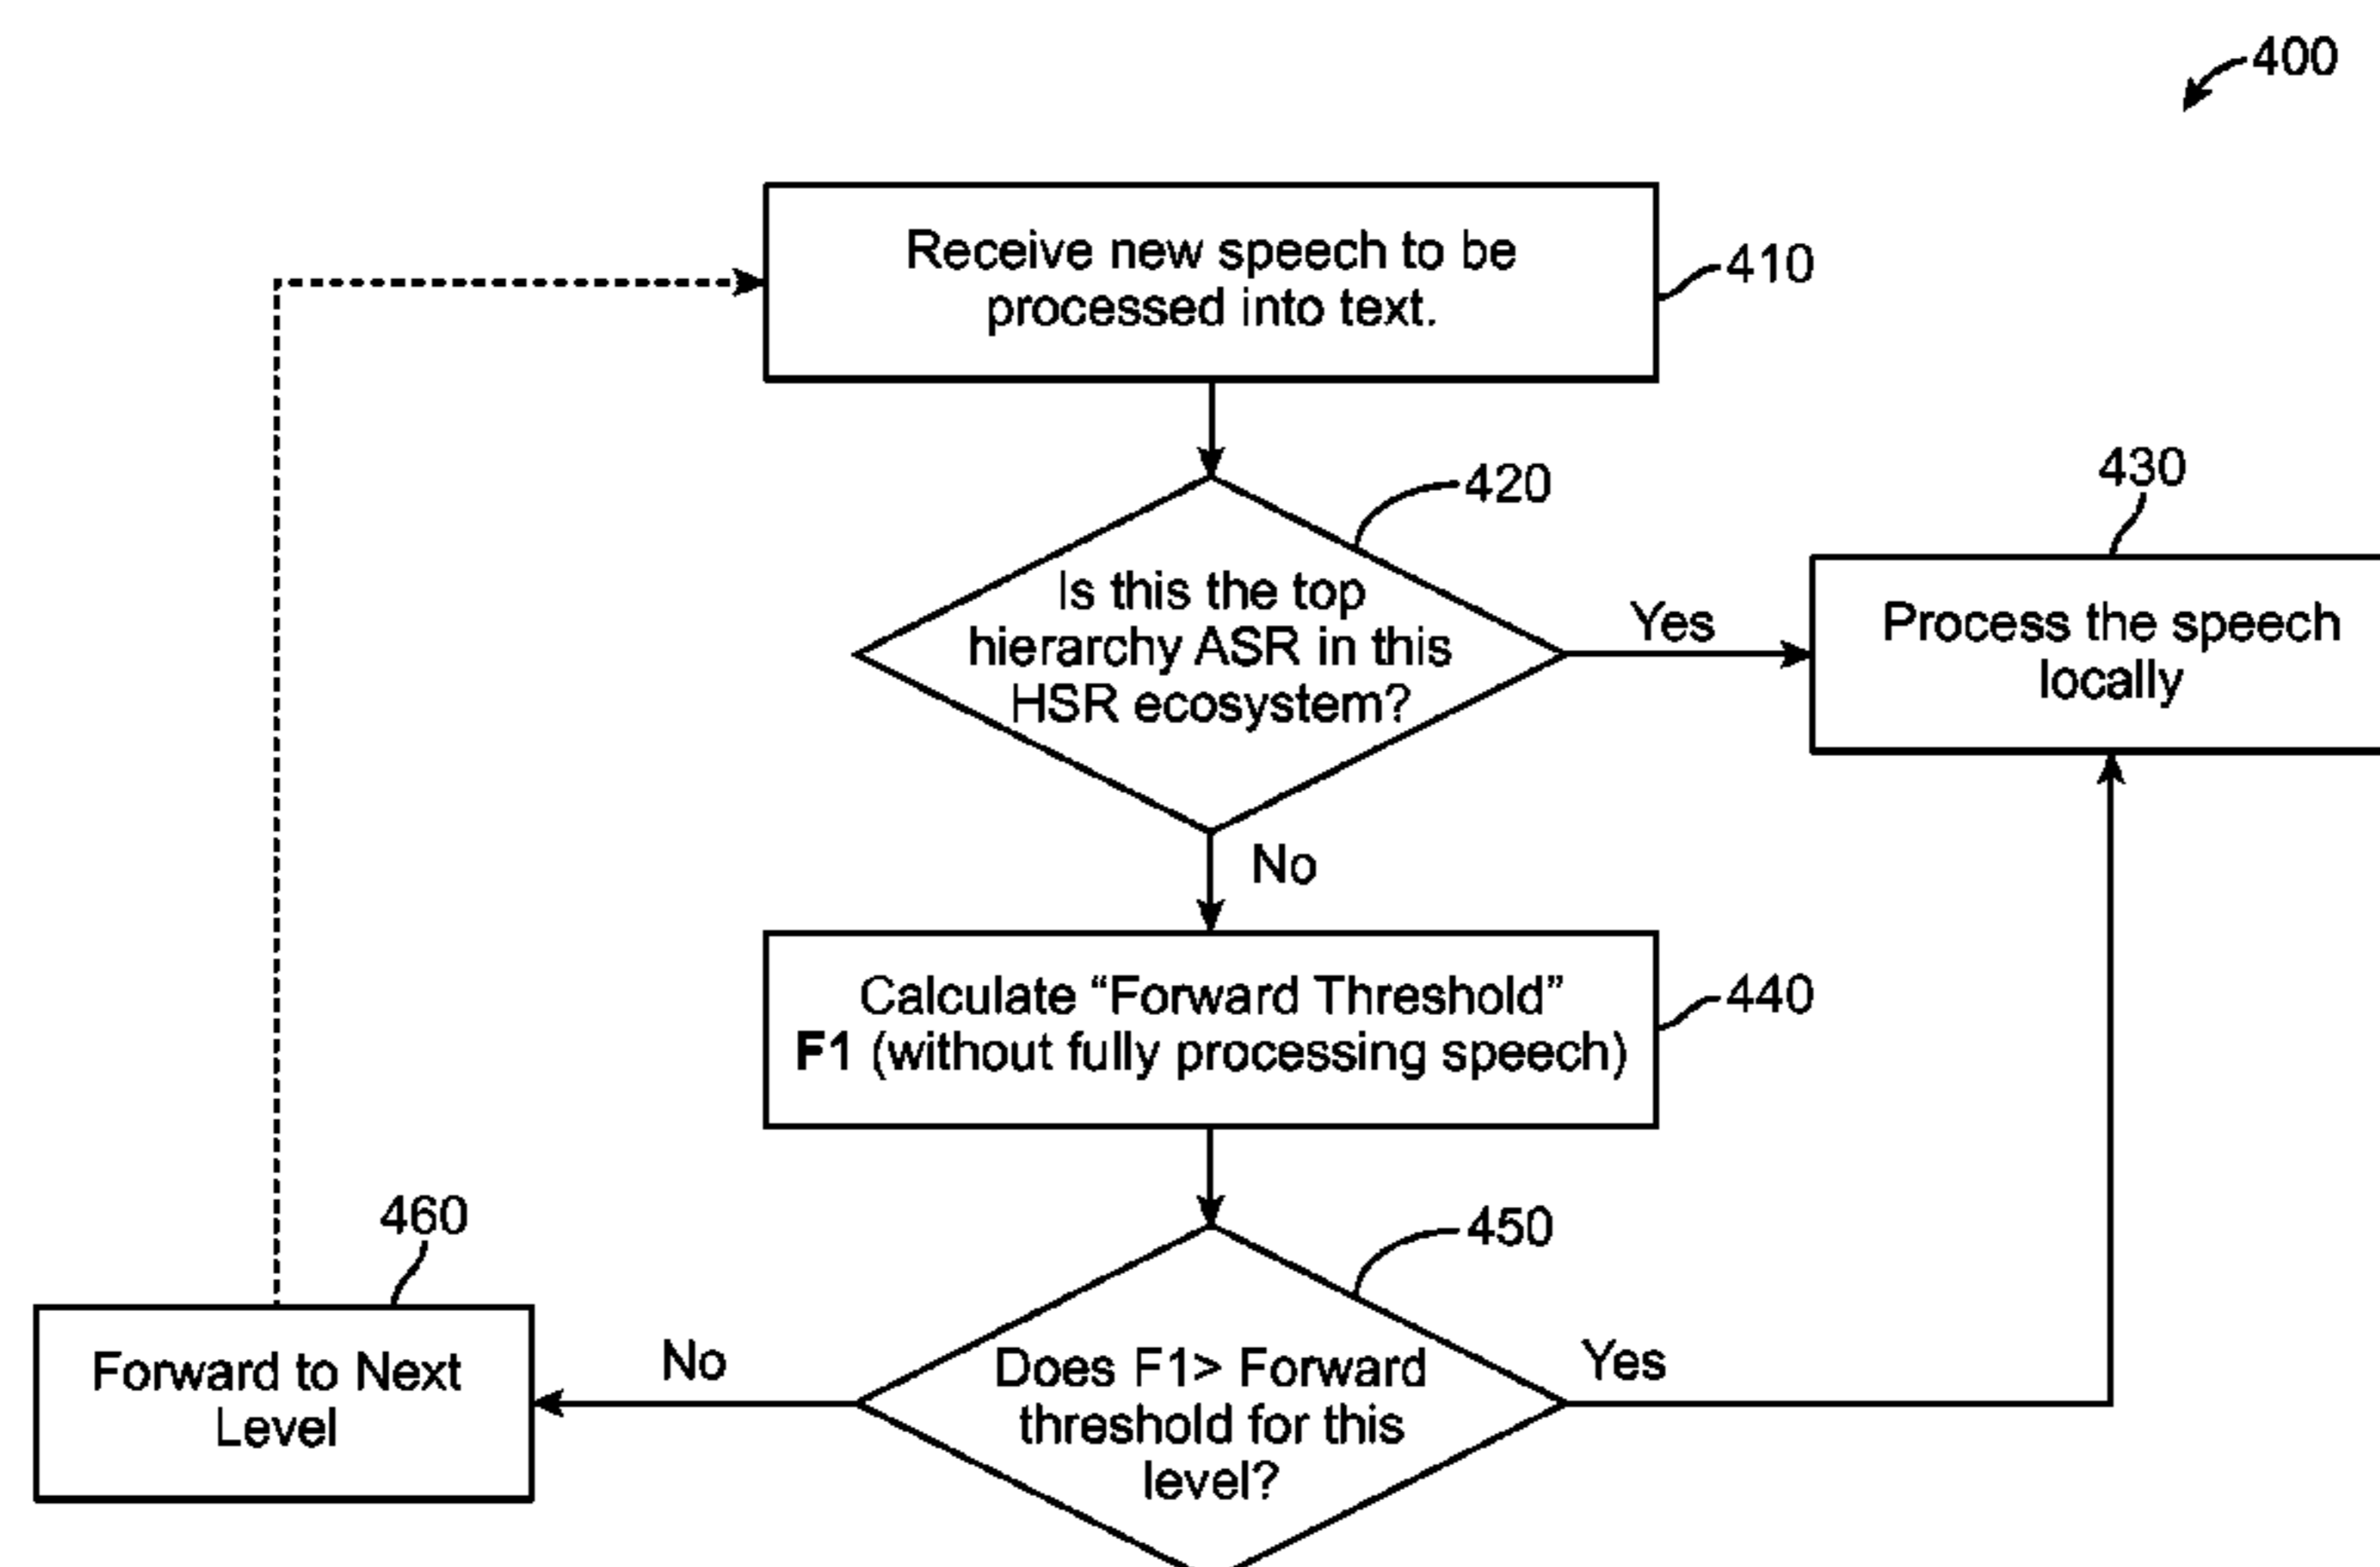 400
Receive new speech to be
processed into text.
410
420
Is this the top
hierarchy ASR in this
HSR ecosystem?
Yes
430
Process the speech
locally
No
Calculate “Forward Threshold”
F1 (without fully processing speech)
440
450
Does F1> Forward
threshold for this
level?
Yes
No
460
Forward to Next
Level